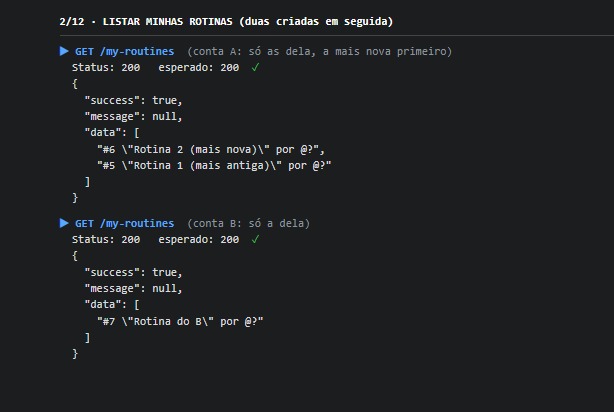 2/12 · LISTAR MINHAS ROTINAS (duas criadas em seguida)
▶ GET /my-routines (conta A: só as dela, a mais nova primeiro)
Status: 200 esperado: 200 ✓
{
"success": true,
"message": null,
"data": [
"#6 \"Rotina 2 (mais nova)\" por @?",
"#5 \"Rotina 1 (mais antiga)\" por @?"
]
}
▶ GET /my-routines (conta B: só a dela)
Status: 200 esperado: 200 ✓
{
"success": true,
"message": null,
"data": [
"#7 \"Rotina do B\" por @?"
]
}